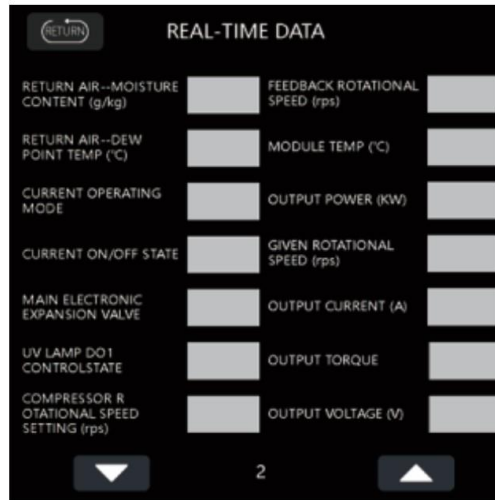 RETURN
REAL-TIME DATA
RETURN AIR--MOISTURE
CONTENT (g/kg)
FEEDBACK ROTATIONAL
SPEED (rps)
RETURN AIR--DEW
POINT TEMP (℃)
MODULE TEMP (℃)
CURRENT OPERATING
MODE
OUTPUT POWER (KW)
CURRENT ON/OFF STATE
GIVEN ROTATIONAL
SPEED (rps)
MAIN ELECTRONIC
EXPANSION VALVE
OUTPUT CURRENT (A)
UV LAMP DO1
CONTROLSTATE
OUTPUT TORQUE
COMPRESSOR R
OTATIONAL SPEED
SETTING (rps)
OUTPUT VOLTAGE (V)
2